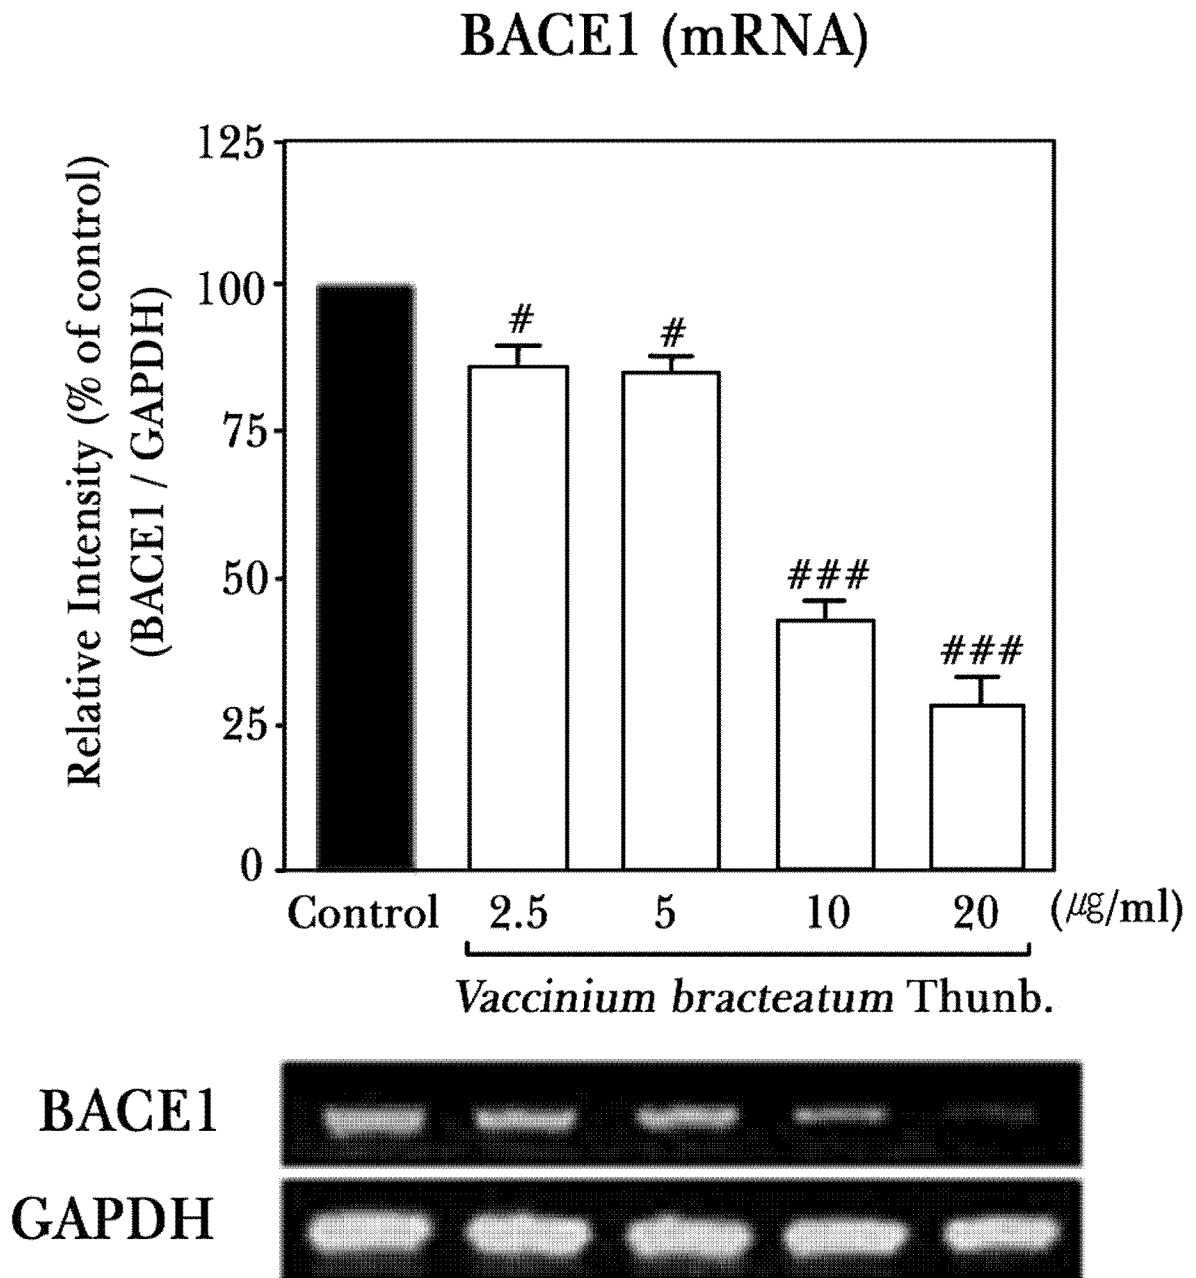 BACE1 (mRNA)
Relative Intensity (% of control)
(BACE1 / GAPDH)
125
100
75
50
25
0
#
#
###
###
Control 2.5 5 10 20 (㎍/ml)
Vaccinium bracteatum Thunb.
BACE1
GAPDH